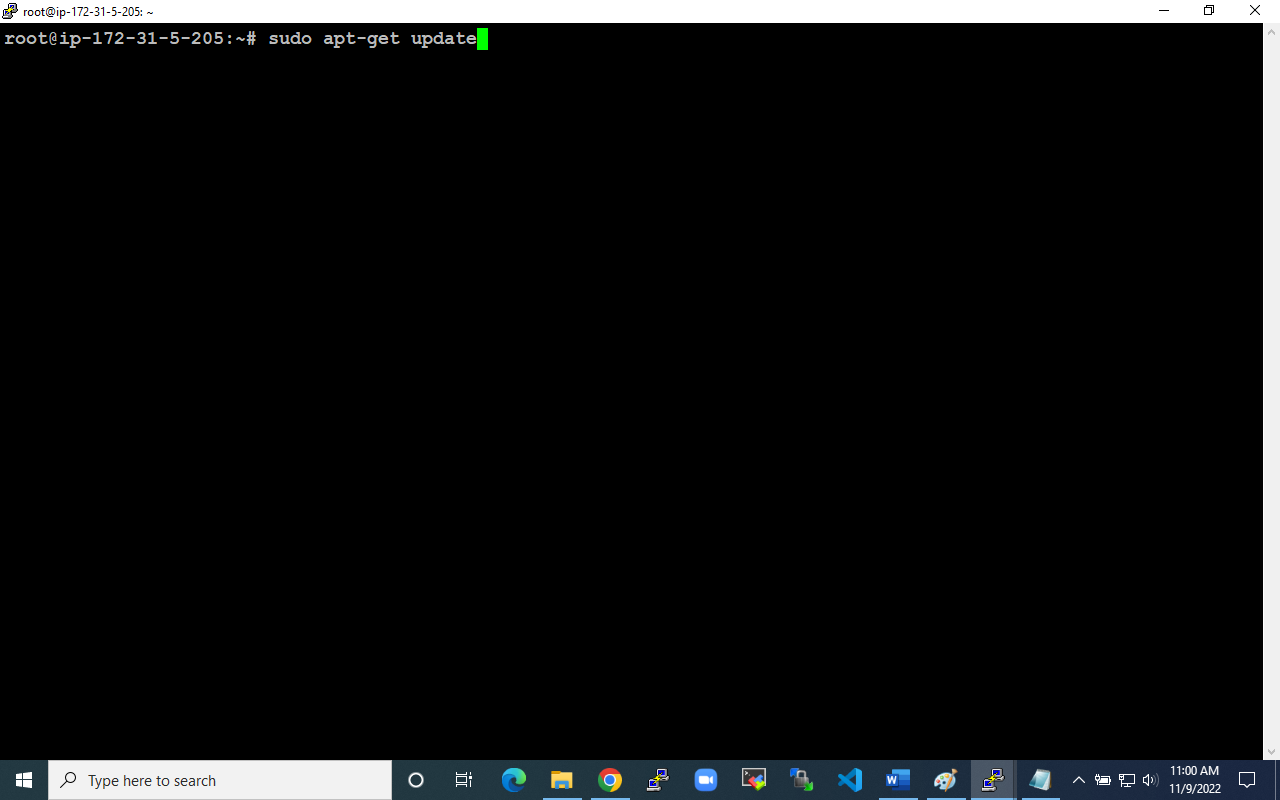 root@ip-172-31-5-205: ~
root@ip-172-31-5-205:~# sudo apt-get update
Type here to search
11:00 AM
11/9/2022